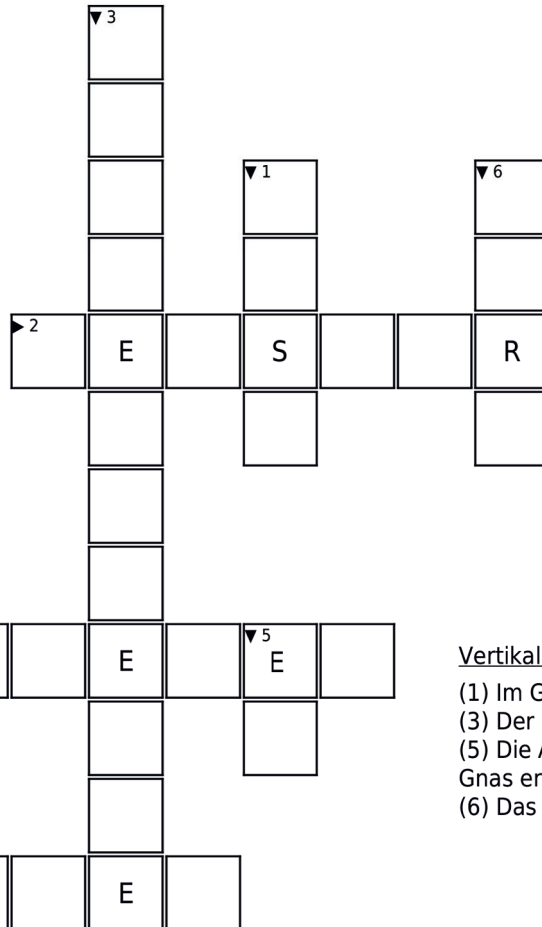 ▼ 3
▼ 1
▼ 6
▶ 2
E
S
R
E
▼ 5
E
Vertikal
(1) Im G
(3) Der
(5) Die
Gnas er
(6) Das
E